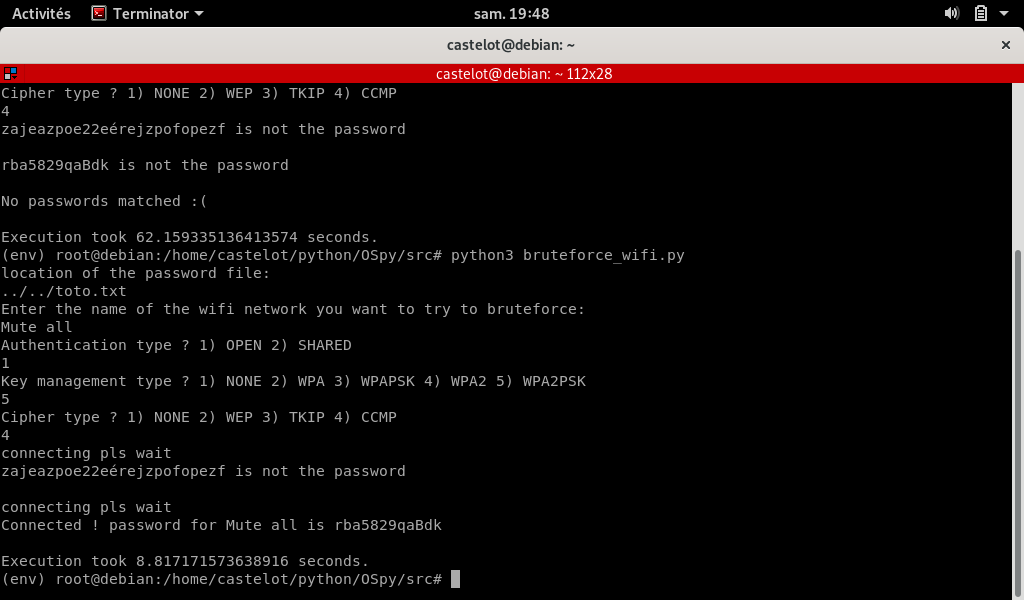 Activités Terminator sam. 19:48
castelot@debian: ~
castelot@debian: ~ 112x28
Cipher type ? 1) NONE 2) WEP 3) TKIP 4) CCMP
4
zajeazpoe22eérejzpofopezf is not the password
rba5829qaBdk is not the password
No passwords matched :(
Execution took 62.159335136413574 seconds.
(env) root@debian:/home/castelot/python/OSpy/src# python3 bruteforce_wifi.py
location of the password file:
../../toto.txt
Enter the name of the wifi network you want to try to bruteforce:
Mute all
Authentication type ? 1) OPEN 2) SHARED
1
Key management type ? 1) NONE 2) WPA 3) WPAPSK 4) WPA2 5) WPA2PSK
5
Cipher type ? 1) NONE 2) WEP 3) TKIP 4) CCMP
4
connecting pls wait
zajeazpoe22eérejzpofopezf is not the password
connecting pls wait
Connected ! password for Mute all is rba5829qaBdk
Execution took 8.817171573638916 seconds.
(env) root@debian:/home/castelot/python/OSpy/src#